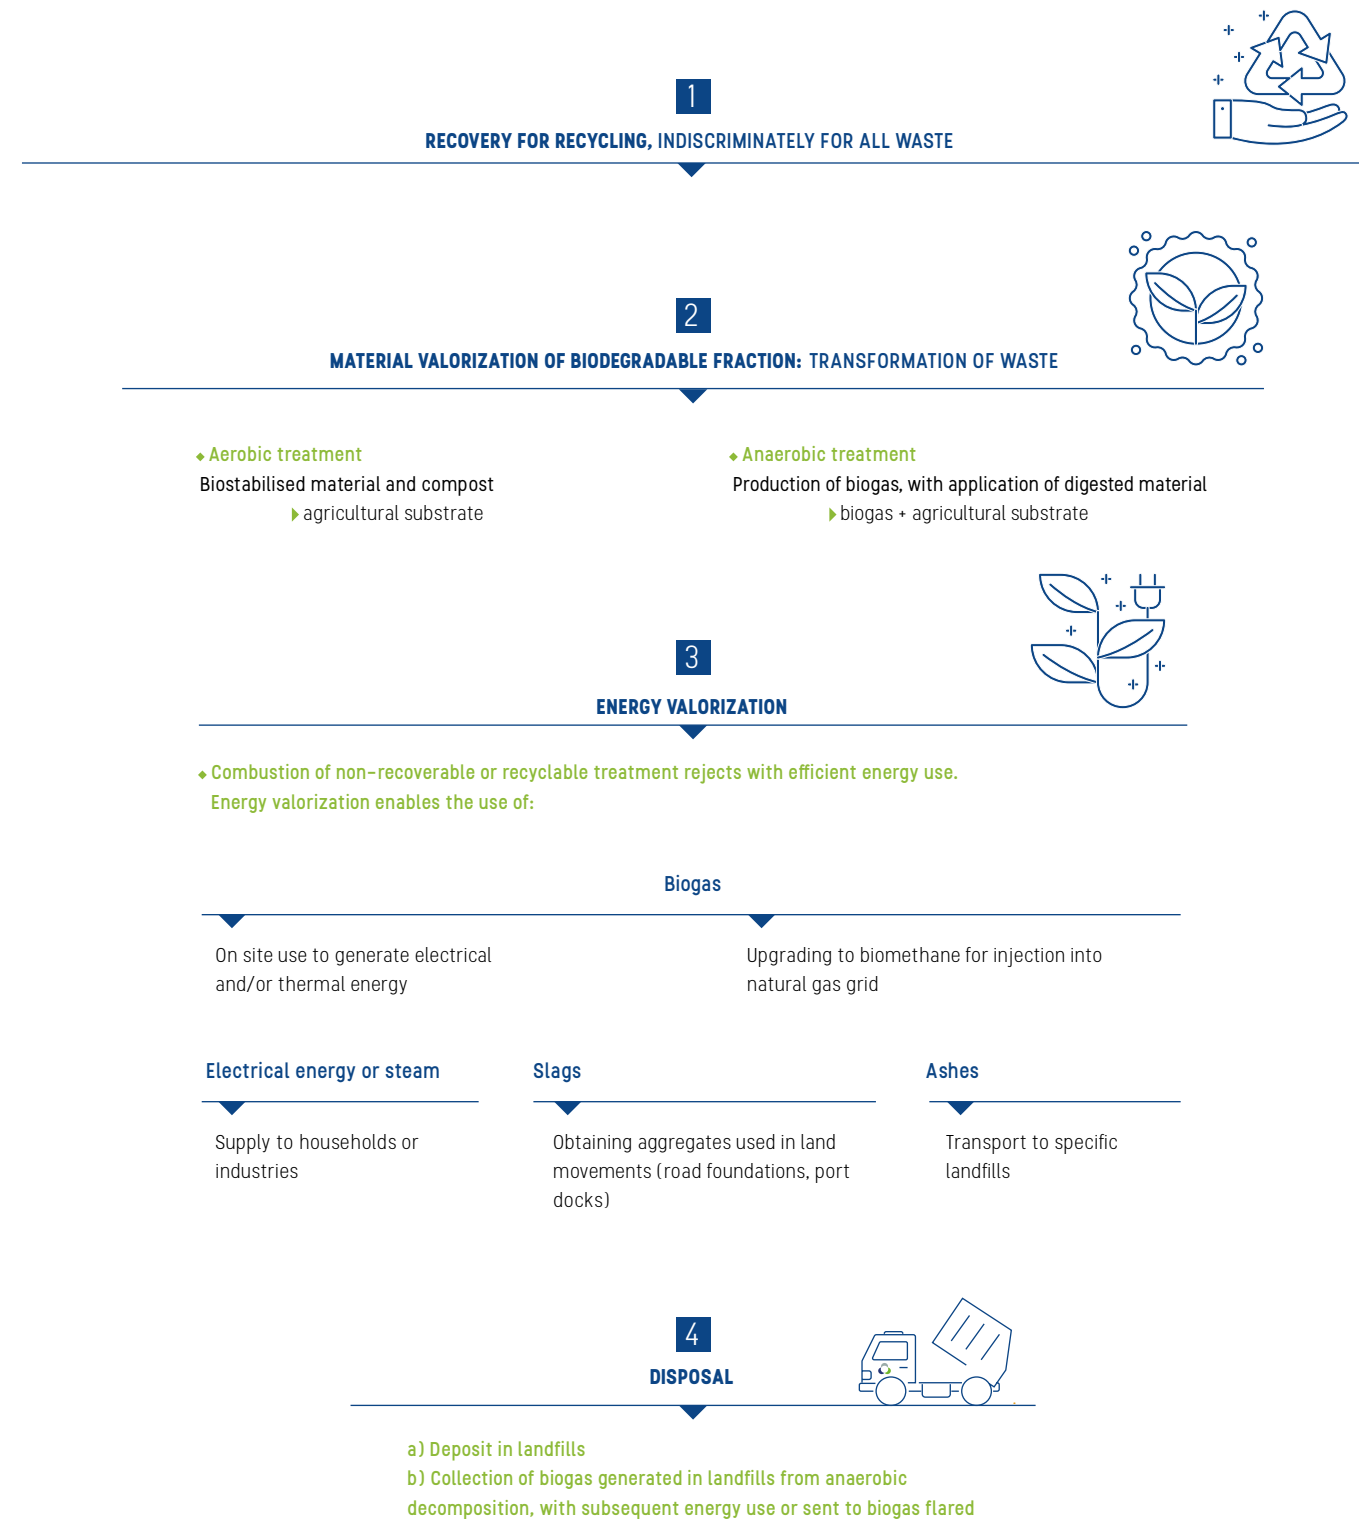 1
RECOVERY FOR RECYCLING, INDISCRIMINATELY FOR ALL WASTE
2
MATERIAL VALORIZATION OF BIODEGRADABLE FRACTION: TRANSFORMATION OF WASTE
Aerobic treatment
Biostabilised material and compost
agricultural substrate
Anaerobic treatment
Production of biogas, with application of digested material
biogas + agricultural substrate
3
ENERGY VALORIZATION
Combustion of non-recoverable or recyclable treatment rejects with efficient energy use.
Energy valorization enables the use of:
Biogas
On site use to generate electrical
and/or thermal energy
Upgrading to biomethane for injection into
natural gas grid
Electrical energy or steam
Supply to households or
industries
Slags
Obtaining aggregates used in land
movements (road foundations, port
docks)
Ashes
Transport to specific
landfills
4
DISPOSAL
a) Deposit in landfills
b) Collection of biogas generated in landfills from anaerobic
decomposition, with subsequent energy use or sent to biogas flared